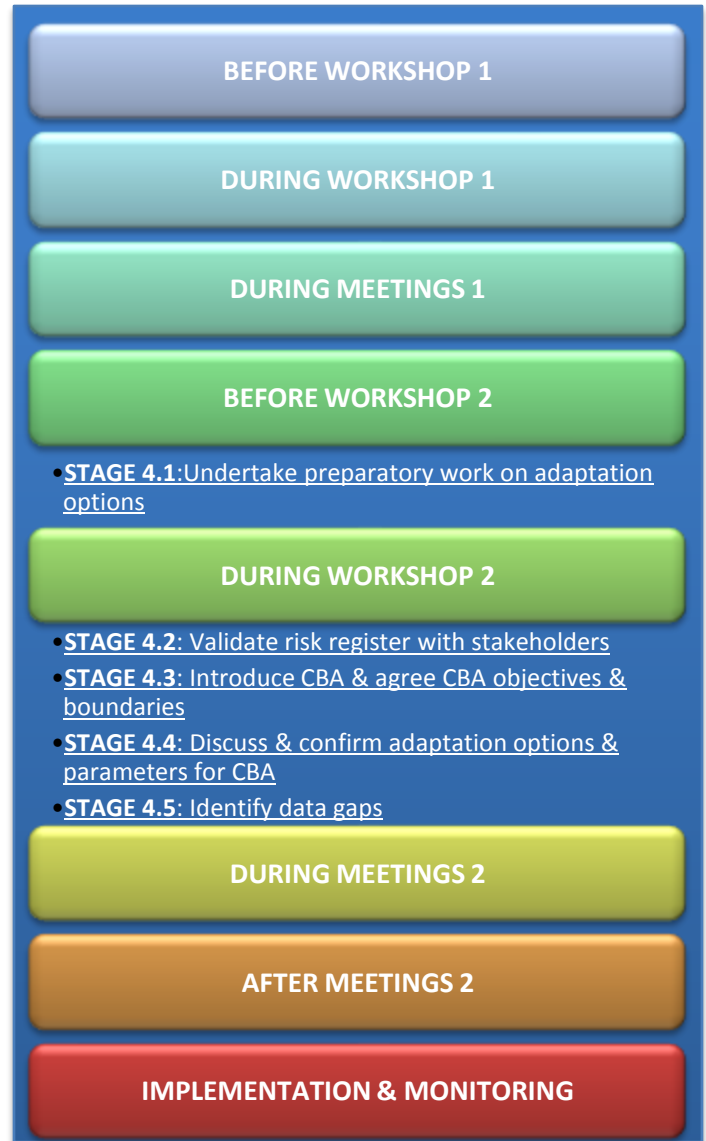 BEFORE WORKSHOP 1
DURING WORKSHOP 1
DURING MEETINGS 1
BEFORE WORKSHOP 2
•STAGE 4.1:Undertake preparatory work on adaptation
options
DURING WORKSHOP 2
•STAGE 4.2: Validate risk register with stakeholders
•STAGE 4.3: Introduce CBA & agree CBA objectives &
boundaries
•STAGE 4.4: Discuss & confirm adaptation options &
parameters for CBA
•STAGE 4.5: Identify data gaps
DURING MEETINGS 2
AFTER MEETINGS 2
IMPLEMENTATION & MONITORING